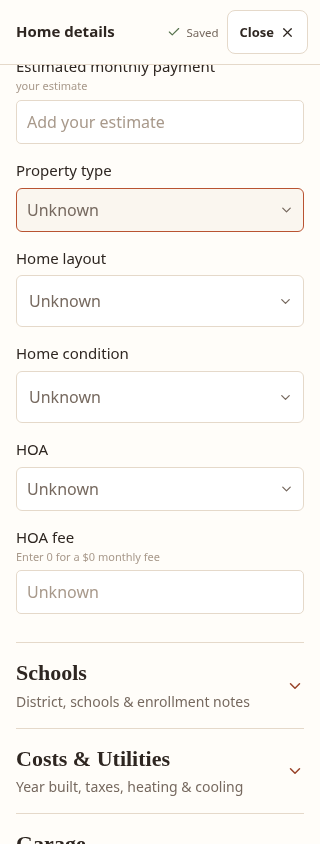 Home details
Saved
Close
Estimated monthly payment
your estimate
Add your estimate
Property type
Unknown
Home layout
Unknown
Home condition
Unknown
HOA
Unknown
HOA fee
Enter 0 for a $0 monthly fee
Unknown
Schools
District, schools & enrollment notes
Costs & Utilities
Year built, taxes, heating & cooling
Garage